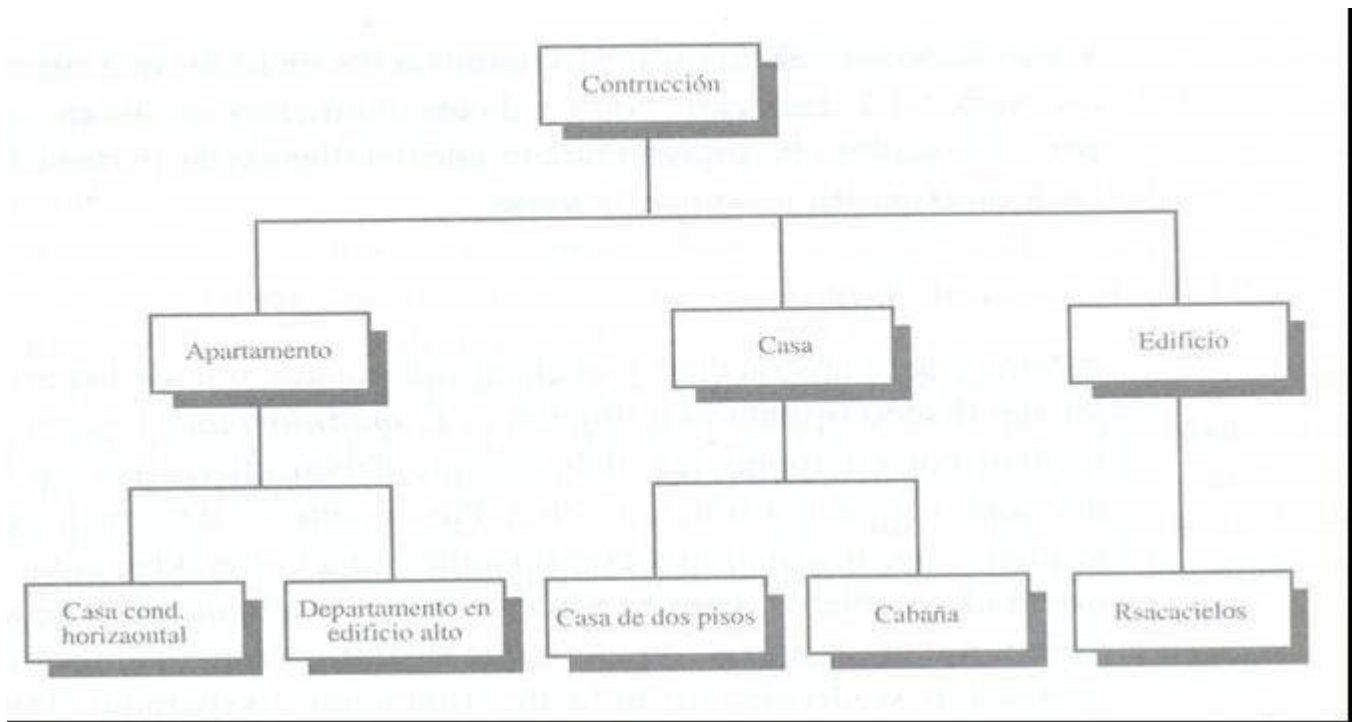 Contrucción
Apartamento
Casa
Edificio
Casa cond.
horizaontal
Departamento en
edificio alto
Casa de dos pisos
Cabaña
Rsacacielos